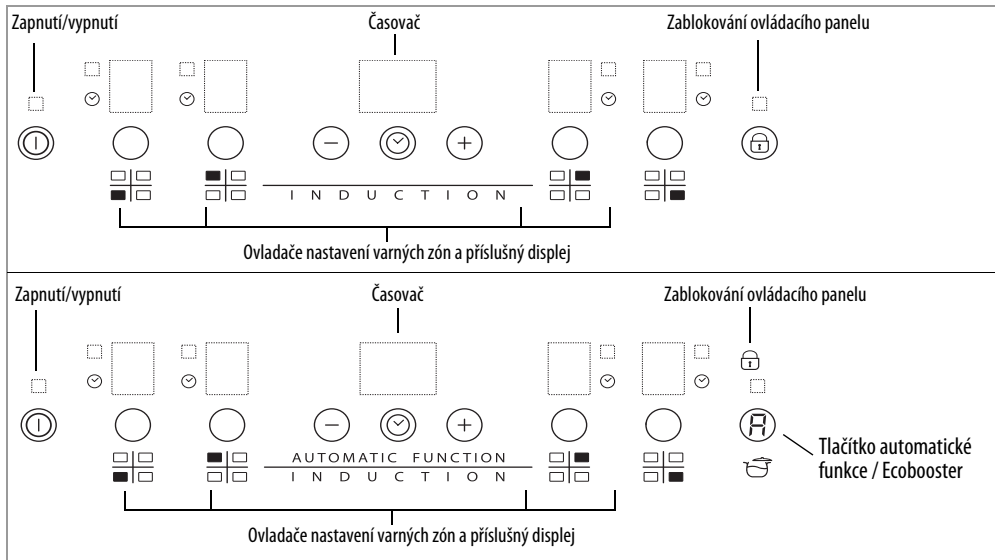 Zapnutí/vypnutí
Časovač
Zablokování ovládacího panelu
INDUCTION
Ovladače nastavení varných zón a příslušný displej
Zapnutí/vypnutí
Časovač
Zablokování ovládacího panelu
A
AUTOMATIC FUNCTION
INDUCTION
Tlačítko automatické
funkce / Ecobooster
Ovladače nastavení varných zón a příslušný displej